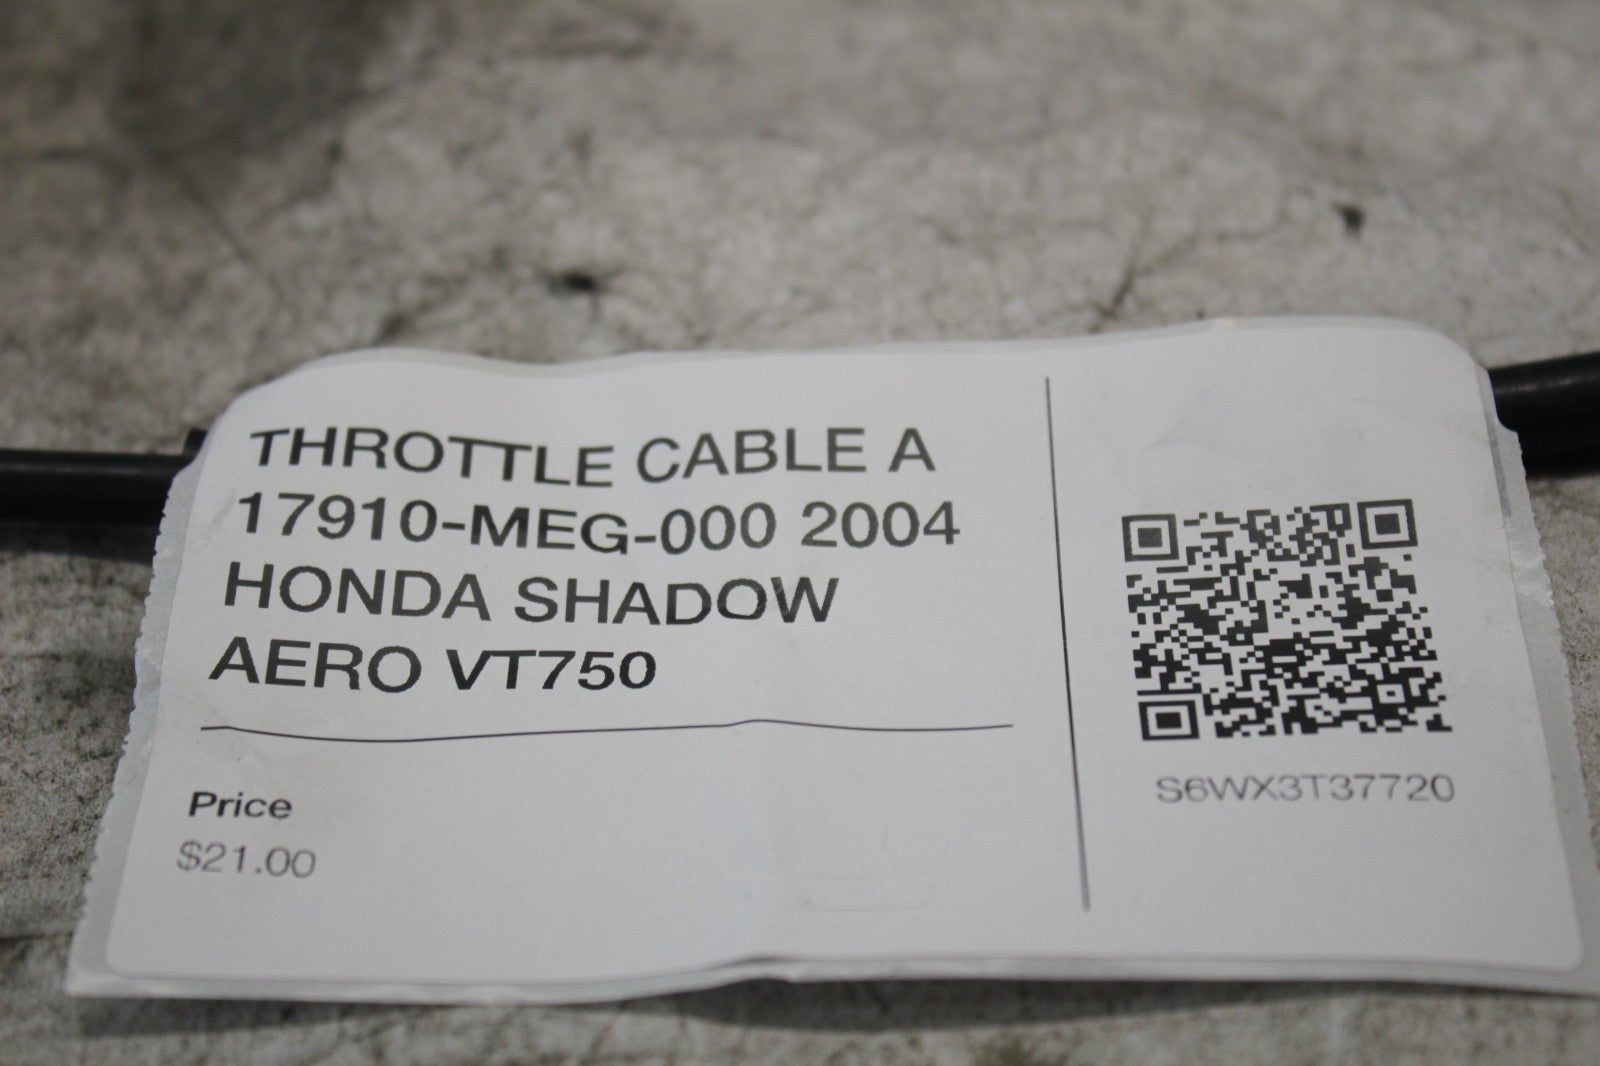 THROTTLE CABLE A
17910-MEG-000 2004
HONDA SHADOW
AERO VT750
Price
$21.00
S6WX3T37720